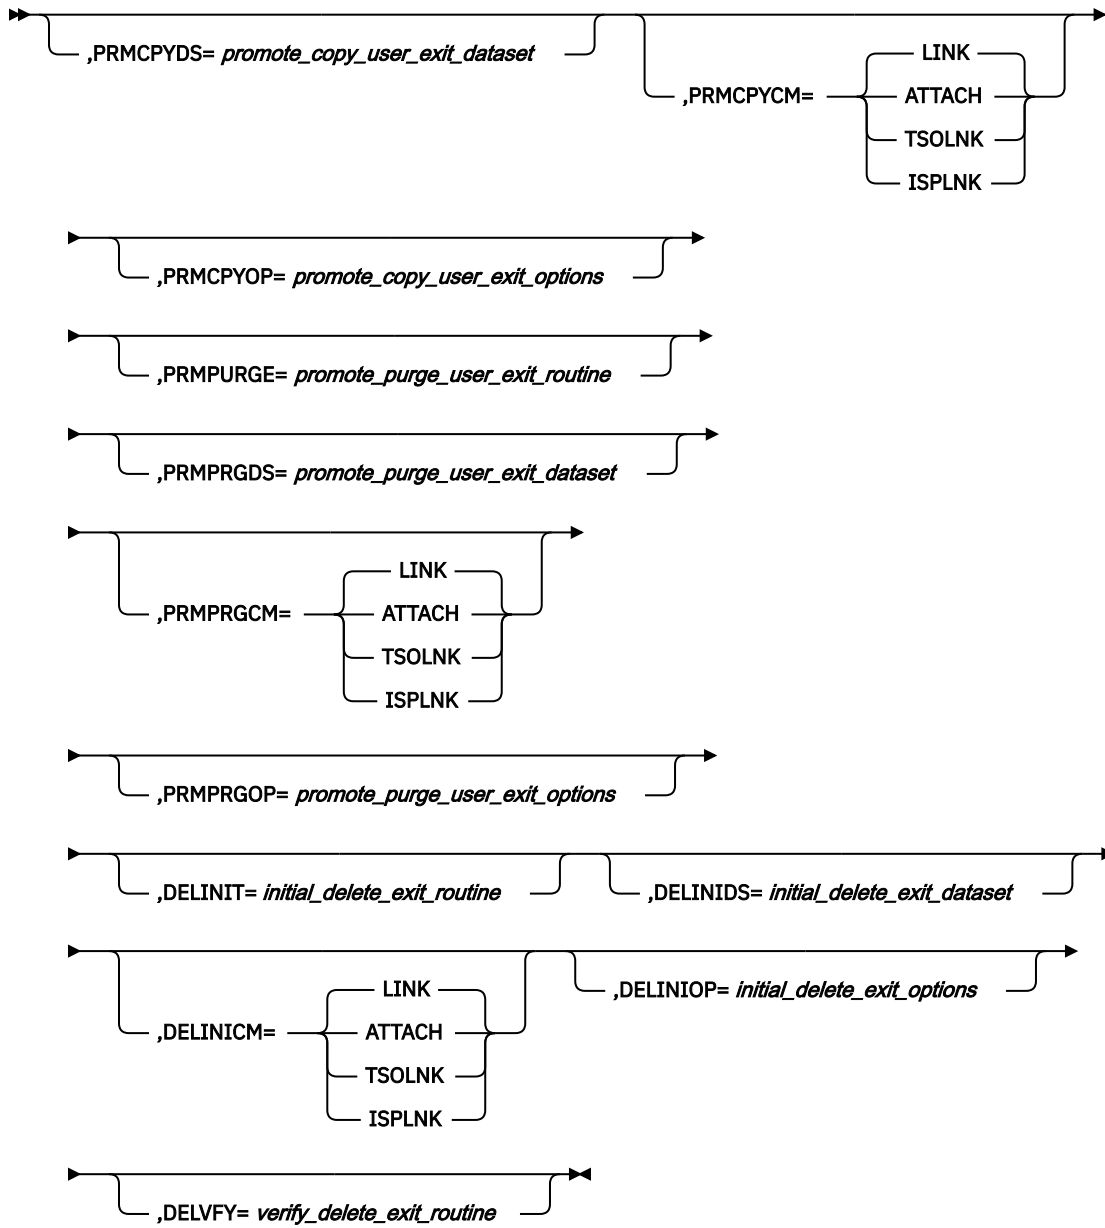 ,PRMCPYDS= promote_copy_user_exit_dataset
,PRMCPYCM=
LINK
ATTACH
TSOLNK
ISPLNK
,PRMCPYOP= promote_copy_user_exit_options
,PRMPURGE= promote_purge_user_exit_routine
,PRMPRGDS= promote_purge_user_exit_dataset
,PRMPRGCM=
LINK
ATTACH
TSOLNK
ISPLNK
,PRMPRGOP= promote_purge_user_exit_options
,DELINIT= initial_delete_exit_routine
,DELINIDS= initial_delete_exit_dataset
,DELINICM=
LINK
ATTACH
TSOLNK
ISPLNK
,DELINIOP= initial_delete_exit_options
,DELVFY= verify_delete_exit_routine